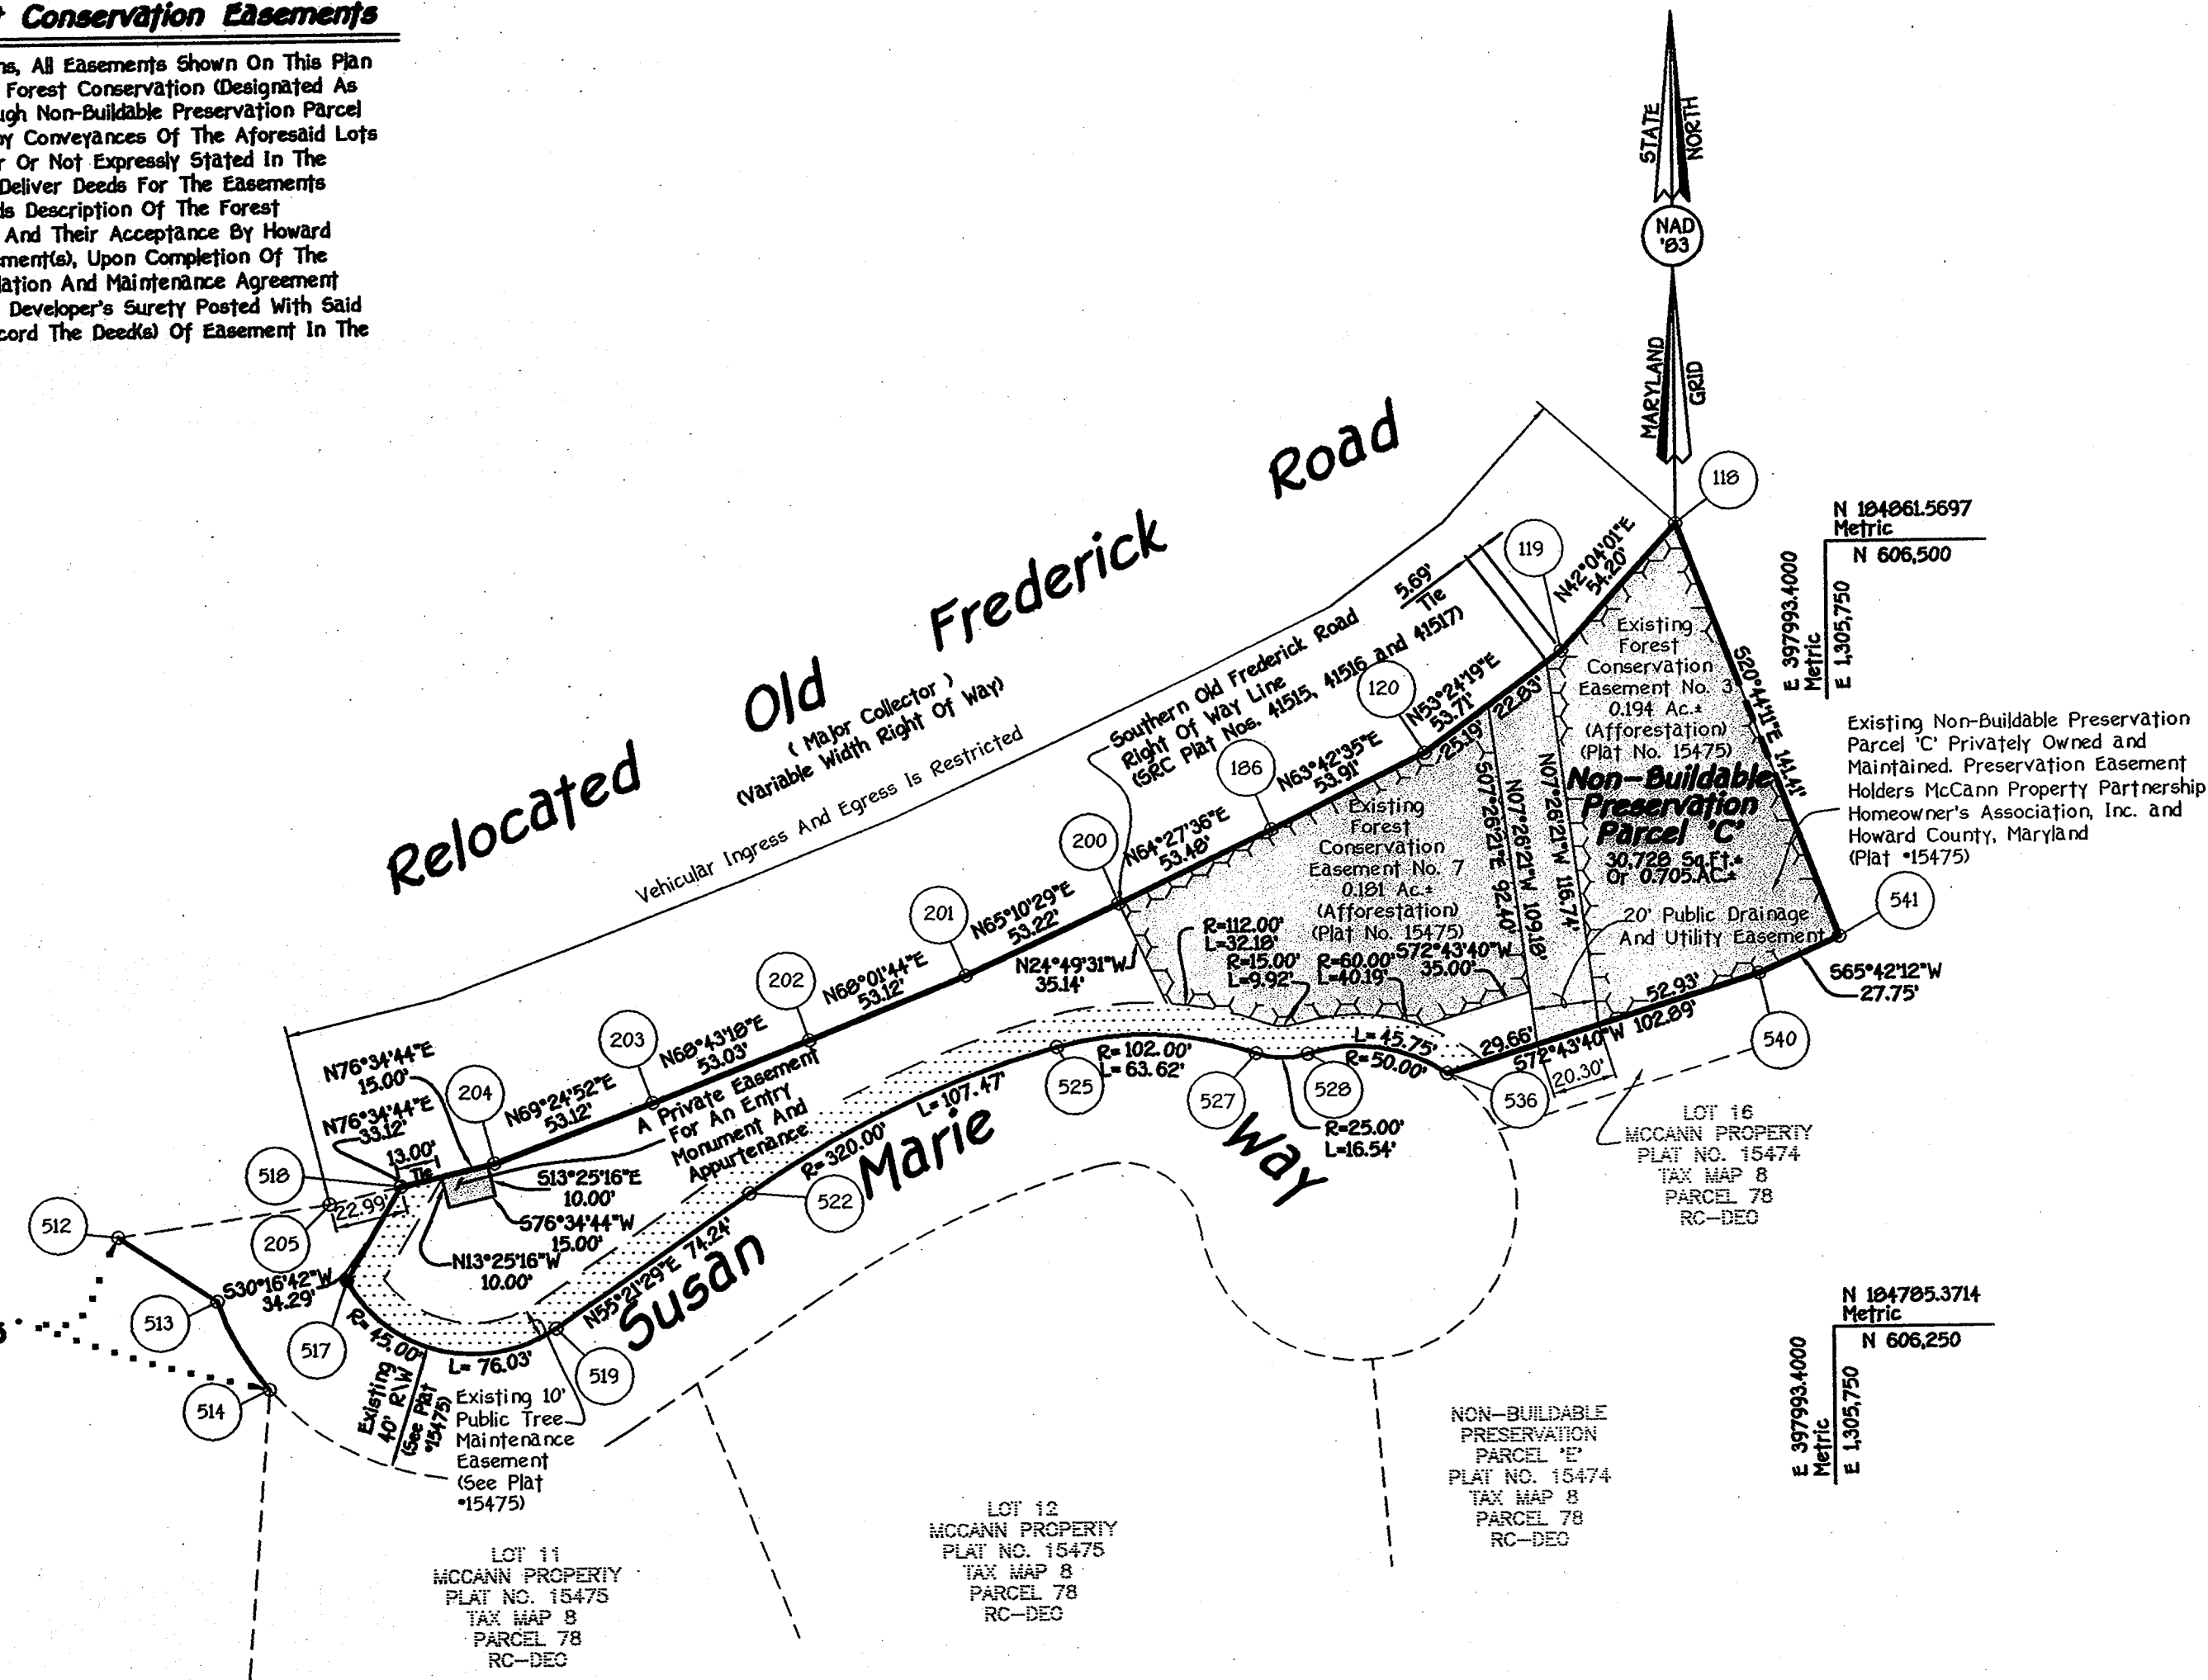 Conservation Easements
ns, All Easements Shown On This Plan
Forest Conservation (Designated As
ugh Non-Buildable Preservation Parcel
Conveyances Of The Aforesaid Lots
r Or Not Expressly Stated In The
Deliver Deeds For The Easements
ds Description Of The Forest
And Their Acceptance By Howard
ement(s), Upon Completion Of The
lation And Maintenance Agreement
Developer's Surety Posted With Said
cord The Deed(s) Of Easement In The
STATE
NORTH
NAD
'83
MARYLAND
GRID
118
N 184861.5697
Metric
N 606,500
E 397993.4000
Metric
E 1,305,750
Relocated Old Frederick Road
( Major Collector )
(Variable Width Right Of Way)
Vehicular Ingress And Egress Is Restricted
Southern Old Frederick Road
Right Of Way Line
(SRC Plat Nos. 41515, 41516 and 41517)
5.69'
Tie
119
N42°04'01"E
54.20'
120
N53°24'19"E
53.71'
22.83'
25.19'
186
N63°42'35"E
53.91'
200
N64°27'36"E
53.48'
201
N65°10'29"E
53.22'
202
N68°01'44"E
53.12'
203
N68°43'18"E
53.03'
204
N69°24'52"E
53.12'
Existing
Forest
Conservation
Easement No. 3
0.194 Ac.±
(Afforestation)
(Plat No. 15475)
Non-Buildable
Preservation
Parcel 'C'
30,728 Sq.Ft.±
Or 0.705 AC.±
S20°44'11"E 141.41'
Existing Non-Buildable Preservation
Parcel 'C' Privately Owned and
Maintained. Preservation Easement
Holders McCann Property Partnership
Homeowner's Association, Inc. and
Howard County, Maryland
(Plat *15475)
541
S65°42'12"W
27.75'
540
20' Public Drainage
And Utility Easement
S07°26'21"E 92.40'
N07°26'21"W 109.18'
N07°26'21"W 116.74'
Existing
Forest
Conservation
Easement No. 7
0.181 Ac.±
(Afforestation)
(Plat No. 15475)
R=112.00'
L=32.18'
R=15.00'
L=9.92'
R=60.00'
L=40.19'
S72°43'40"W
35.00'
N24°49'31"W
35.14'
52.93'
29.66'
S72°43'40"W 102.89'
20.30'
L=45.75'
R=50.00'
536
528
527
R=25.00'
L=16.54'
R=102.00'
L=63.62'
525
L=107.47'
R=320.00'
522
N76°34'44"E
15.00'
N76°34'44"E
33.12'
13.00'
Tie
A Private Easement
For An Entry
Monument And
Appurtenance
S13°25'16"E
10.00'
S76°34'44"W
15.00'
N13°25'16"W
10.00'
518
22.99'
205
512
513
S30°16'42"W
34.29'
517
514
R=45.00'
L=76.03'
Existing
40' R\W
(See Plat
*15475)
519
N55°21'29"E 74.24'
Susan Marie Way
Existing 10'
Public Tree
Maintenance
Easement
(See Plat
*15475)
LOT 16
MCCANN PROPERTY
PLAT NO. 15474
TAX MAP 8
PARCEL 78
RC-DEO
N 184785.3714
Metric
N 606,250
E 397993.4000
Metric
E 1,305,750
NON-BUILDABLE
PRESERVATION
PARCEL 'E'
PLAT NO. 15474
TAX MAP 8
PARCEL 78
RC-DEO
LOT 12
MCCANN PROPERTY
PLAT NO. 15475
TAX MAP 8
PARCEL 78
RC-DEO
LOT 11
MCCANN PROPERTY
PLAT NO. 15475
TAX MAP 8
PARCEL 78
RC-DEO